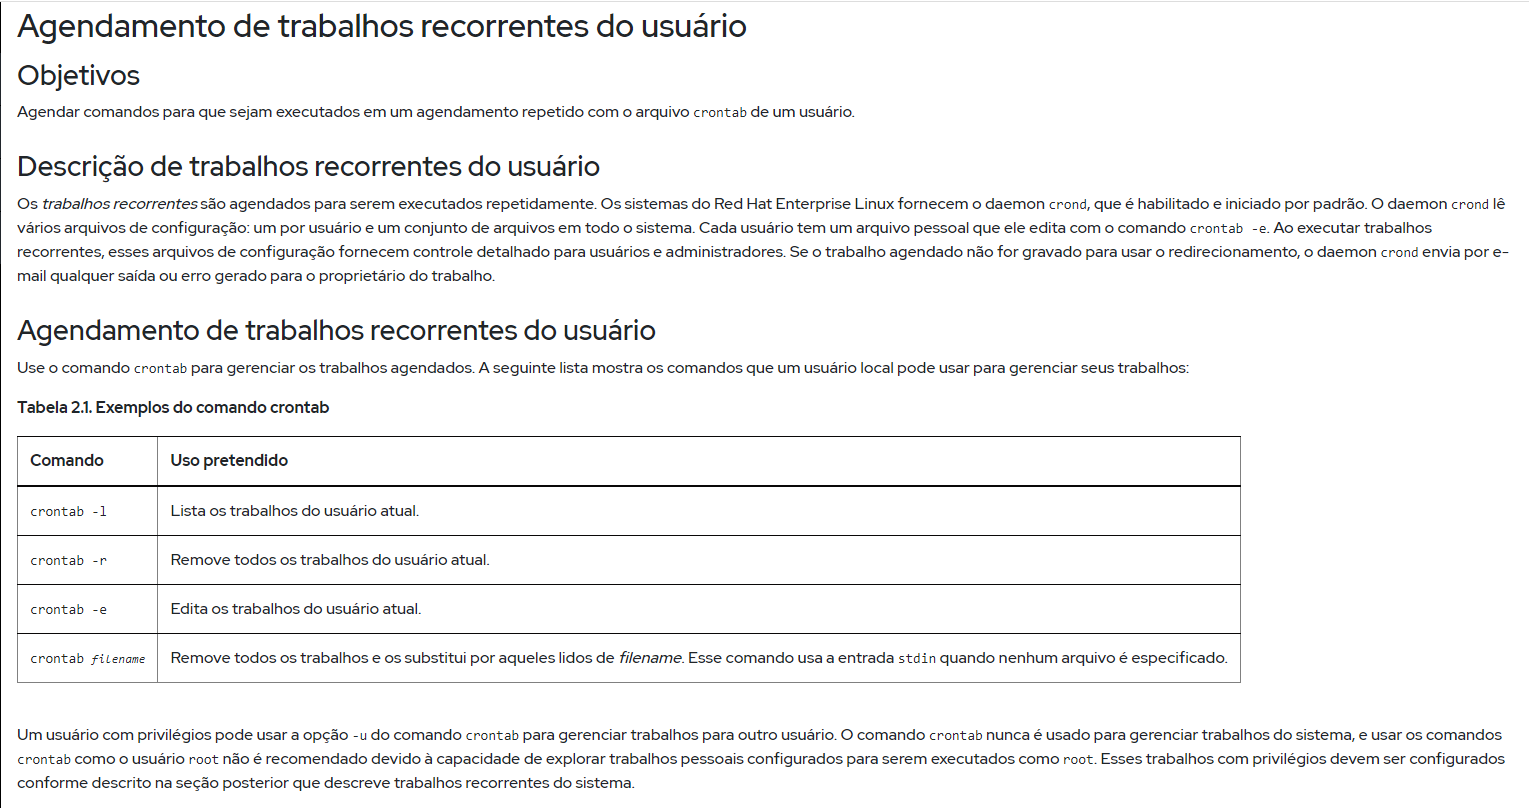 Agendamento de trabalhos recorrentes do usuário
Objetivos
Agendar comandos para que sejam executados em um agendamento repetido com o arquivo crontab de um usuário.
Descrição de trabalhos recorrentes do usuário
Os trabalhos recorrentes são agendados para serem executados repetidamente. Os sistemas do Red Hat Enterprise Linux fornecem o daemon crond, que é habilitado e iniciado por padrão. O daemon crond lê
vários arquivos de configuração: um por usuário e um conjunto de arquivos em todo o sistema. Cada usuário tem um arquivo pessoal que ele edita com o comando crontab -e. Ao executar trabalhos
recorrentes, esses arquivos de configuração fornecem controle detalhado para usuários e administradores. Se o trabalho agendado não for gravado para usar o redirecionamento, o daemon crond envia por e-
mail qualquer saída ou erro gerado para o proprietário do trabalho.
Agendamento de trabalhos recorrentes do usuário
Use o comando crontab para gerenciar os trabalhos agendados. A seguinte lista mostra os comandos que um usuário local pode usar para gerenciar seus trabalhos:
Tabela 2.1. Exemplos do comando crontab
Comando Uso pretendido
crontab -l Lista os trabalhos do usuário atual.
crontab -r Remove todos os trabalhos do usuário atual.
crontab -e Edita os trabalhos do usuário atual.
crontab filename Remove todos os trabalhos e os substitui por aqueles lidos de filename. Esse comando usa a entrada stdin quando nenhum arquivo é especificado.
Um usuário com privilégios pode usar a opção -u do comando crontab para gerenciar trabalhos para outro usuário. O comando crontab nunca é usado para gerenciar trabalhos do sistema, e usar os comandos
crontab como o usuário root não é recomendado devido à capacidade de explorar trabalhos pessoais configurados para serem executados como root. Esses trabalhos com privilégios devem ser configurados
conforme descrito na seção posterior que descreve trabalhos recorrentes do sistema.